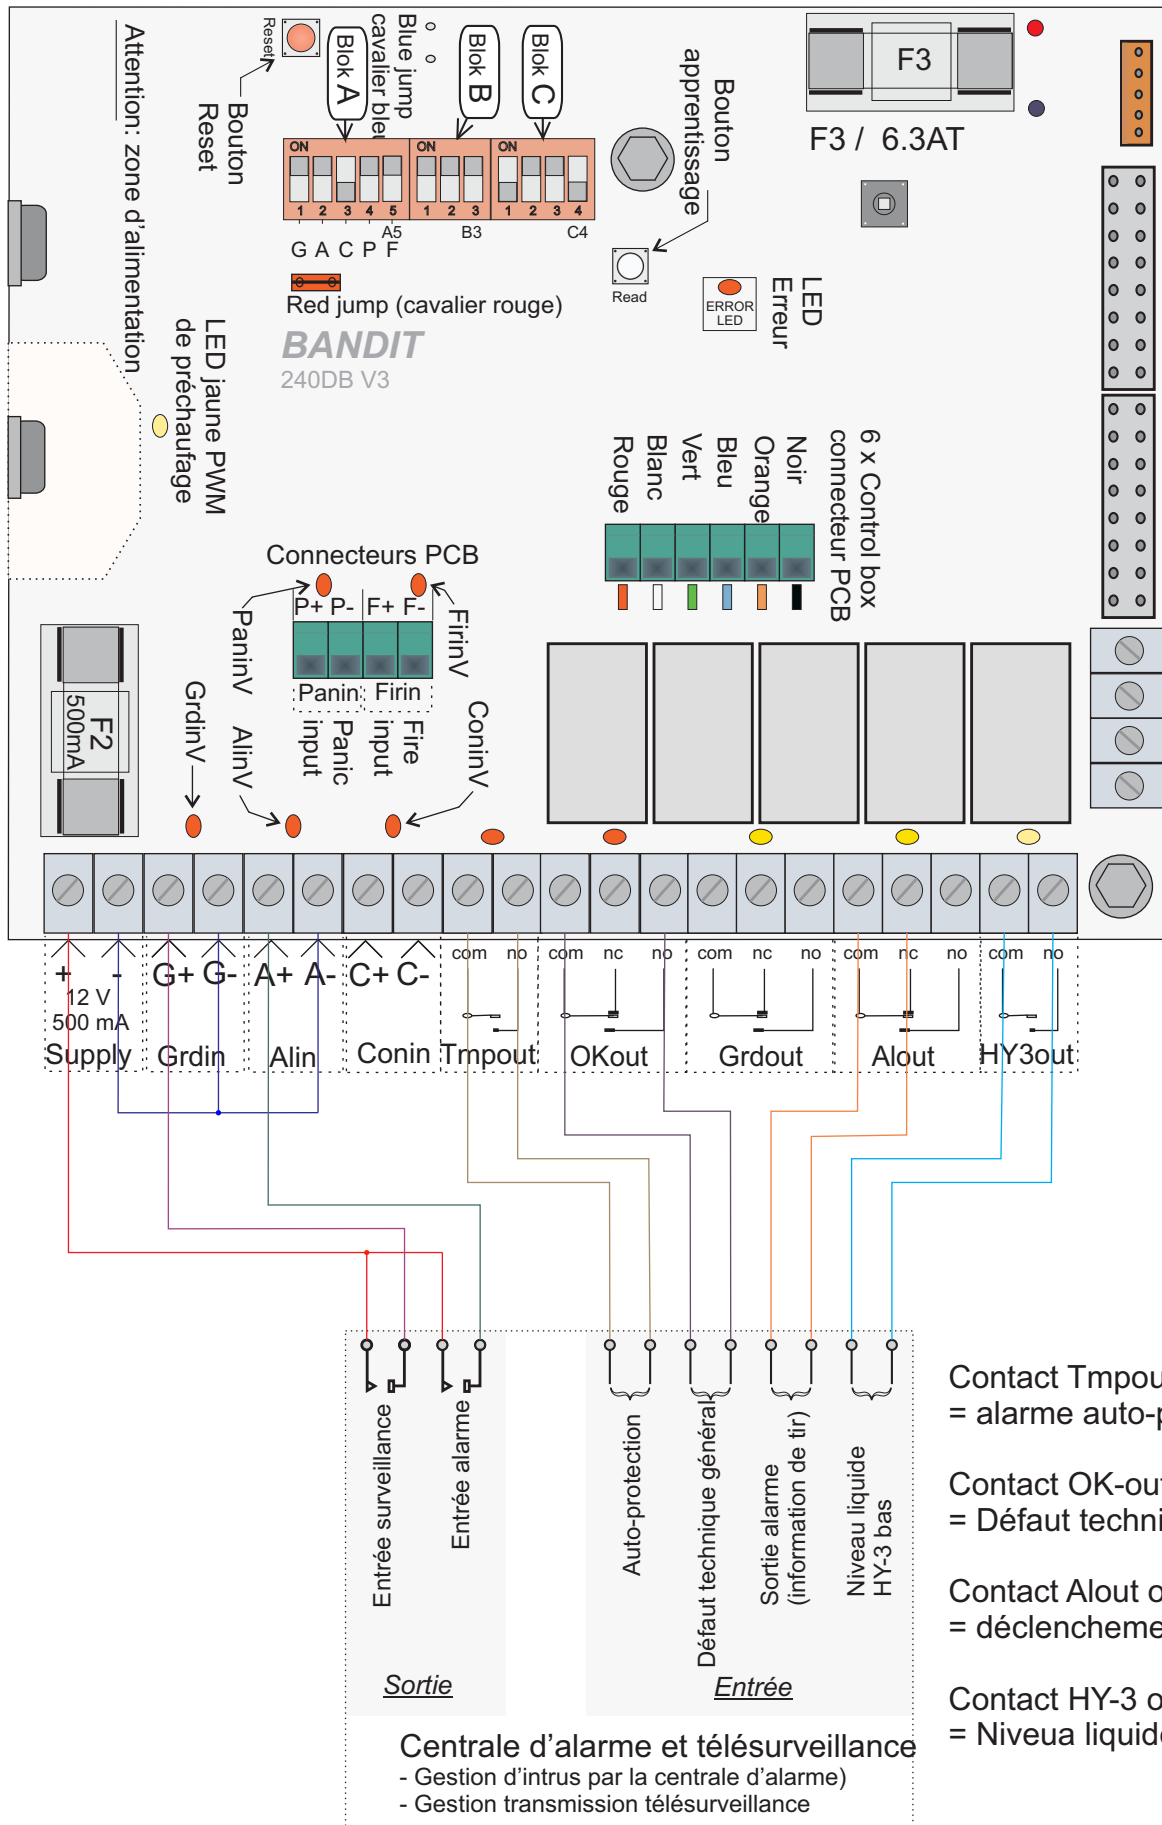 Attention: zone d'alimentation
Reset
Bouton
Reset
Blok A
Blue jump
cavalier bleu
Blok B
Blok C
ON
1 2 3 4 5
ON
1 2 3
ON
1 2 3 4
A5
B3
C4
G A C P F
Red jump (cavalier rouge)
BANDIT
240DB V3
Bouton
apprentissage
Read
F3
F3 / 6.3AT
ERROR
LED
LED
Erreur
LED jaune PWM
de préchaufage
Rouge
Blanc
Vert
Bleu
Orange
Noir
6 x Control box
connecteur PCB
Connecteurs PCB
P+ P- F+ F-
Panin Firin
Panic
input
Fire
input
PaninV
FirinV
GrdinV
AlinV
ConinV
F2
500mA
+ - G+ G- A+ A- C+ C-
12 V
500 mA
com no com nc no com nc no com nc no com no
Supply Grdin Alin Conin Tmpout OKout Grdout Alout HY3out
Entrée surveillance
Entrée alarme
Auto-protection
Défaut technique général
Sortie alarme
(information de tir)
Niveau liquide
HY-3 bas
Sortie
Entrée
Centrale d'alarme et télésurveillance
- Gestion d'intrus par la centrale d'alarme)
- Gestion transmission télésurveillance
Contact Tmpou
= alarme auto-p
Contact OK-out
= Défaut techni
Contact Alout o
= déclencheme
Contact HY-3 o
= Niveua liquide